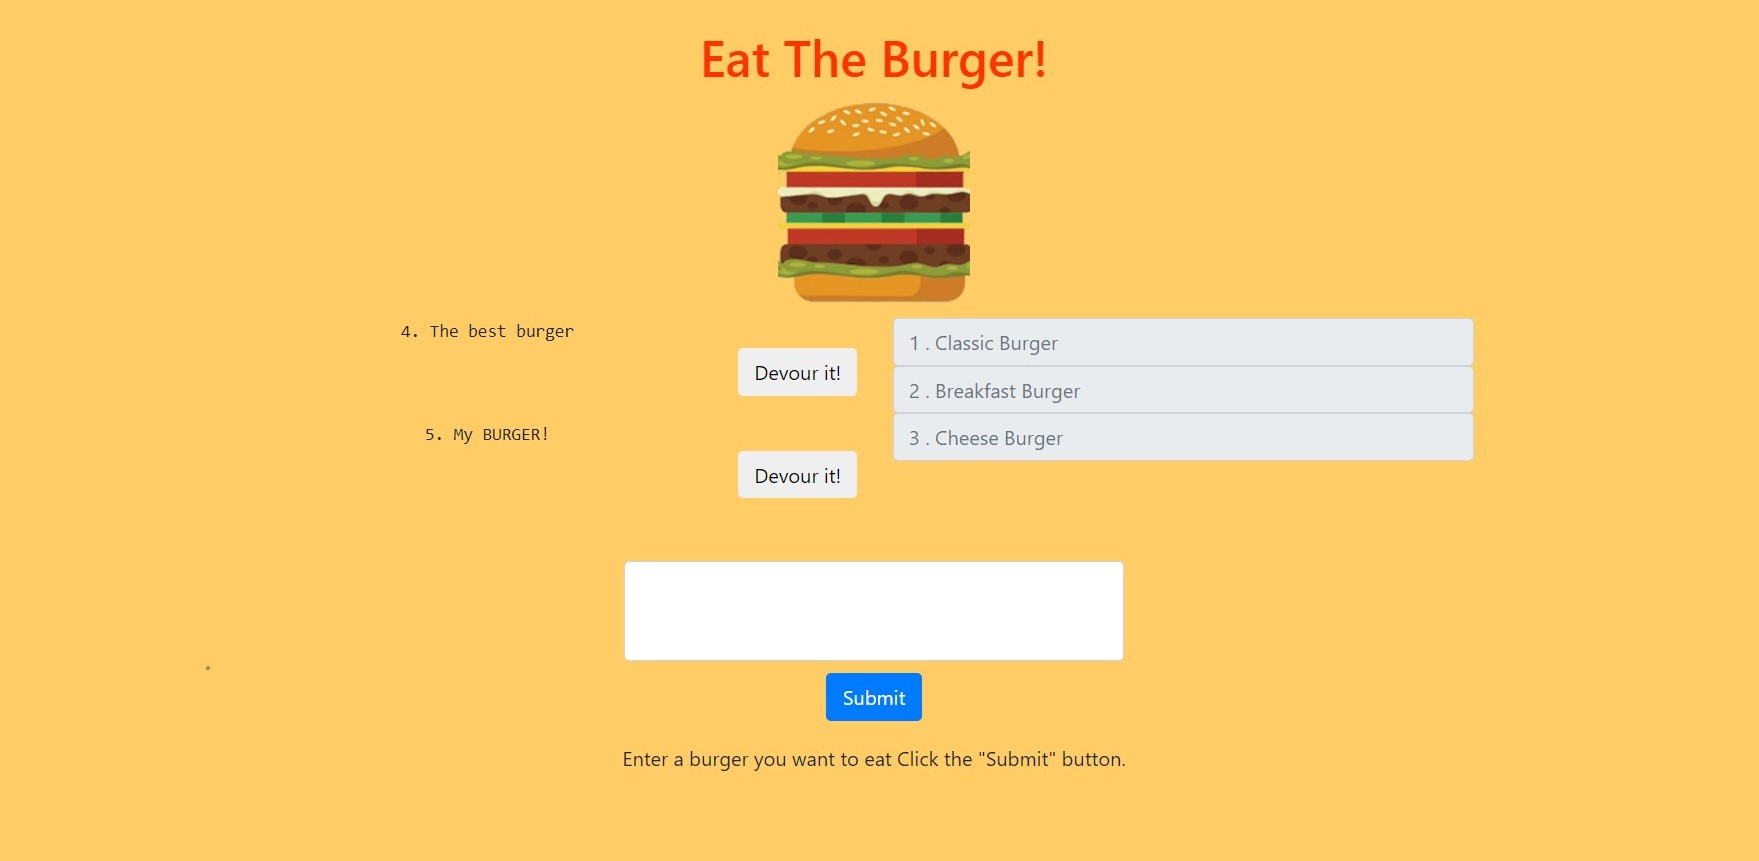 Eat The Burger!
4. The best burger
Devour it!
5. My BURGER!
Devour it!
1 . Classic Burger
2 . Breakfast Burger
3 . Cheese Burger
Submit
Enter a burger you want to eat Click the "Submit" button.